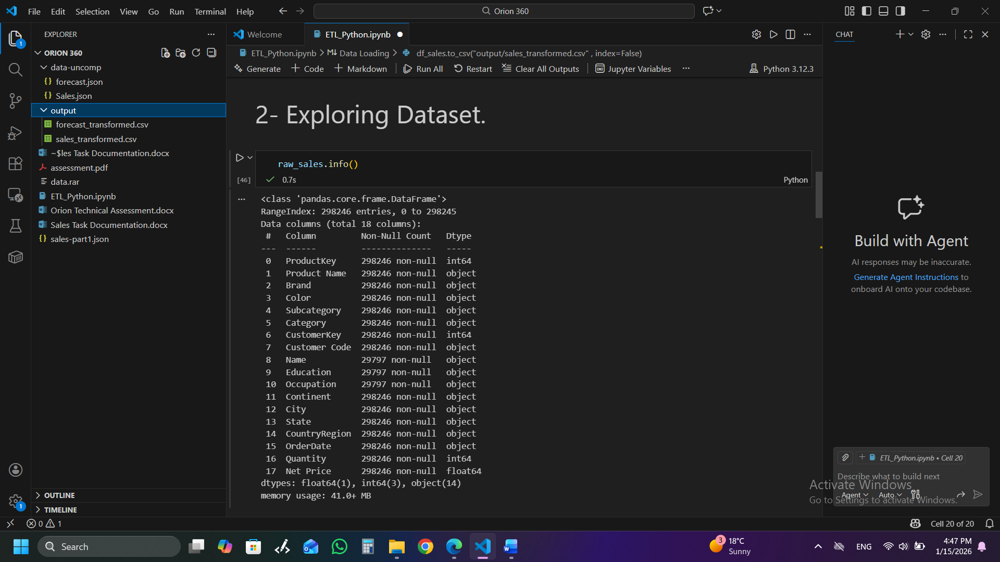 File Edit Selection View Go Run Terminal Help
Orion 360
EXPLORER
ORION 360
data-uncomp
forecast.json
Sales.json
output
forecast_transformed.csv
sales_transformed.csv
~$les Task Documentation.docx
assessment.pdf
data.rar
ETL_Python.ipynb
Orion Technical Assessment.docx
Sales Task Documentation.docx
sales-part1.json
OUTLINE
TIMELINE
Welcome
ETL_Python.ipynb
ETL_Python.ipynb > Data Loading > df_sales.to_csv("output/sales_transformed.csv" , index=False)
Generate + Code + Markdown Run All Restart Clear All Outputs Jupyter Variables ... Python 3.12.3
2- Exploring Dataset.
raw_sales.info()
[46] 0.7s Python
<class 'pandas.core.frame.DataFrame'>
RangeIndex: 298246 entries, 0 to 298245
Data columns (total 18 columns):
# Column Non-Null Count Dtype
--- ------ -------------- -----
0 ProductKey 298246 non-null int64
1 Product Name 298246 non-null object
2 Brand 298246 non-null object
3 Color 298246 non-null object
4 Subcategory 298246 non-null object
5 Category 298246 non-null object
6 CustomerKey 298246 non-null int64
7 Customer Code 298246 non-null object
8 Name 29797 non-null object
9 Education 29797 non-null object
10 Occupation 29797 non-null object
11 Continent 298246 non-null object
12 City 298246 non-null object
13 State 298246 non-null object
14 CountryRegion 298246 non-null object
15 OrderDate 298246 non-null object
16 Quantity 298246 non-null int64
17 Net Price 298246 non-null float64
dtypes: float64(1), int64(3), object(14)
memory usage: 41.0+ MB
CHAT
Build with Agent
AI responses may be inaccurate.
Generate Agent Instructions to
onboard AI onto your codebase.
+ ETL_Python.ipynb • Cell 20
Describe what to build next
Agent Auto
Activate Windows
Go to Settings to activate Windows.
0 1
Cell 20 of 20
1
1
Search
3
18°C
Sunny
ENG
4:47 PM
1/15/2026